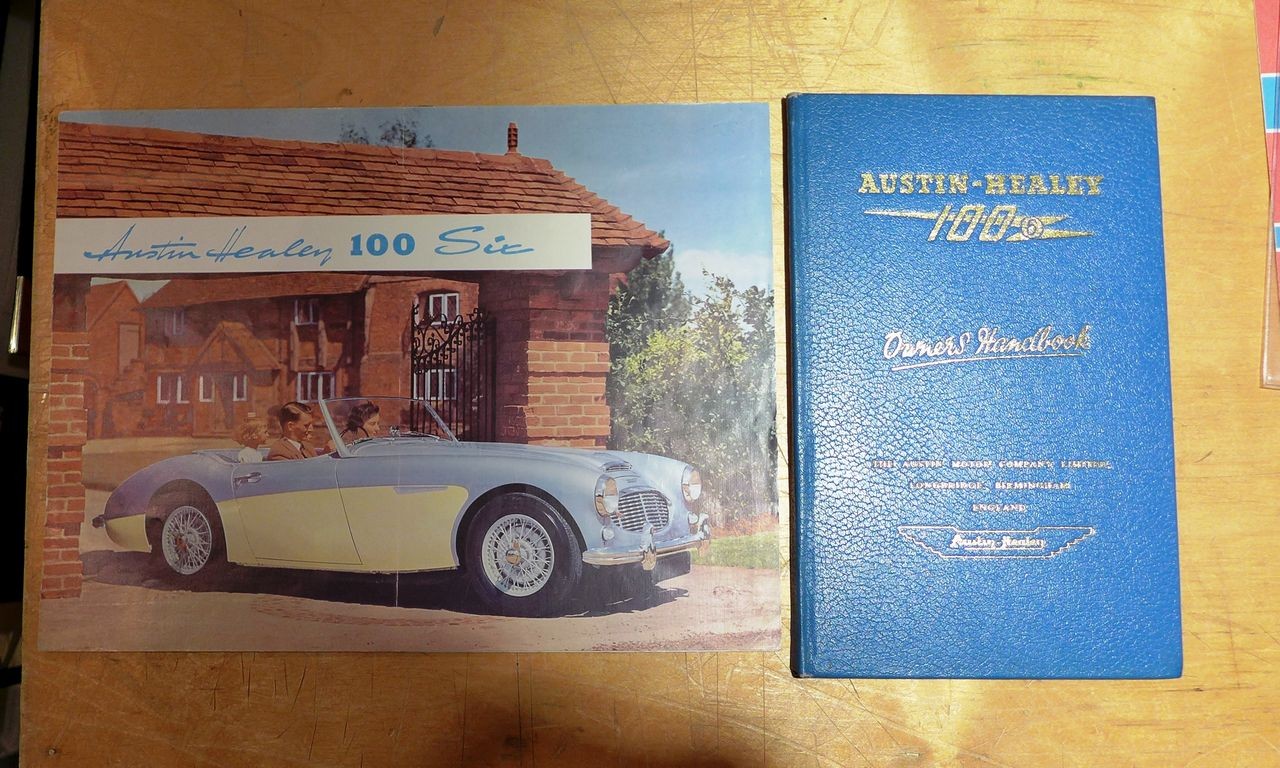 Austin Healey 100 Six
AUSTIN-HEALEY
100 6
Owners Handbook
THE AUSTIN MOTOR COMPANY LIMITED,
LONGBRIDGE, BIRMINGHAM
ENGLAND
Austin-Healey